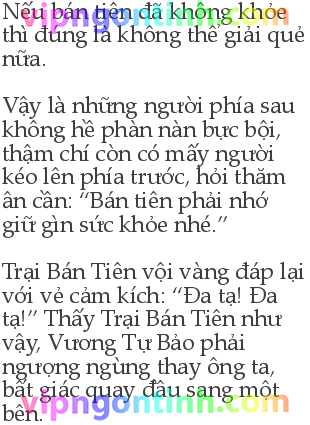 Nếu bán tiên đã không khỏe
vipngontinh.com
thì đúng là không thể giải quẻ
nữa.
Vậy là những người phía sau
không hề phàn nàn bực bội,
thậm chí còn có mấy người
kéo lên phía trước, hỏi thăm
ân cần: “Bán tiên phải nhớ
giữ gìn sức khỏe nhé.”
Trại Bán Tiên vội vàng đáp lại
với vẻ cảm kích: “Đa tạ! Đa
tạ!” Thấy Trại Bán Tiên như
vậy, Vương Tự Bảo phải
ngượng ngùng thay ông ta,
bất giác quay đầu sang một
vipngontinh.com
bên.